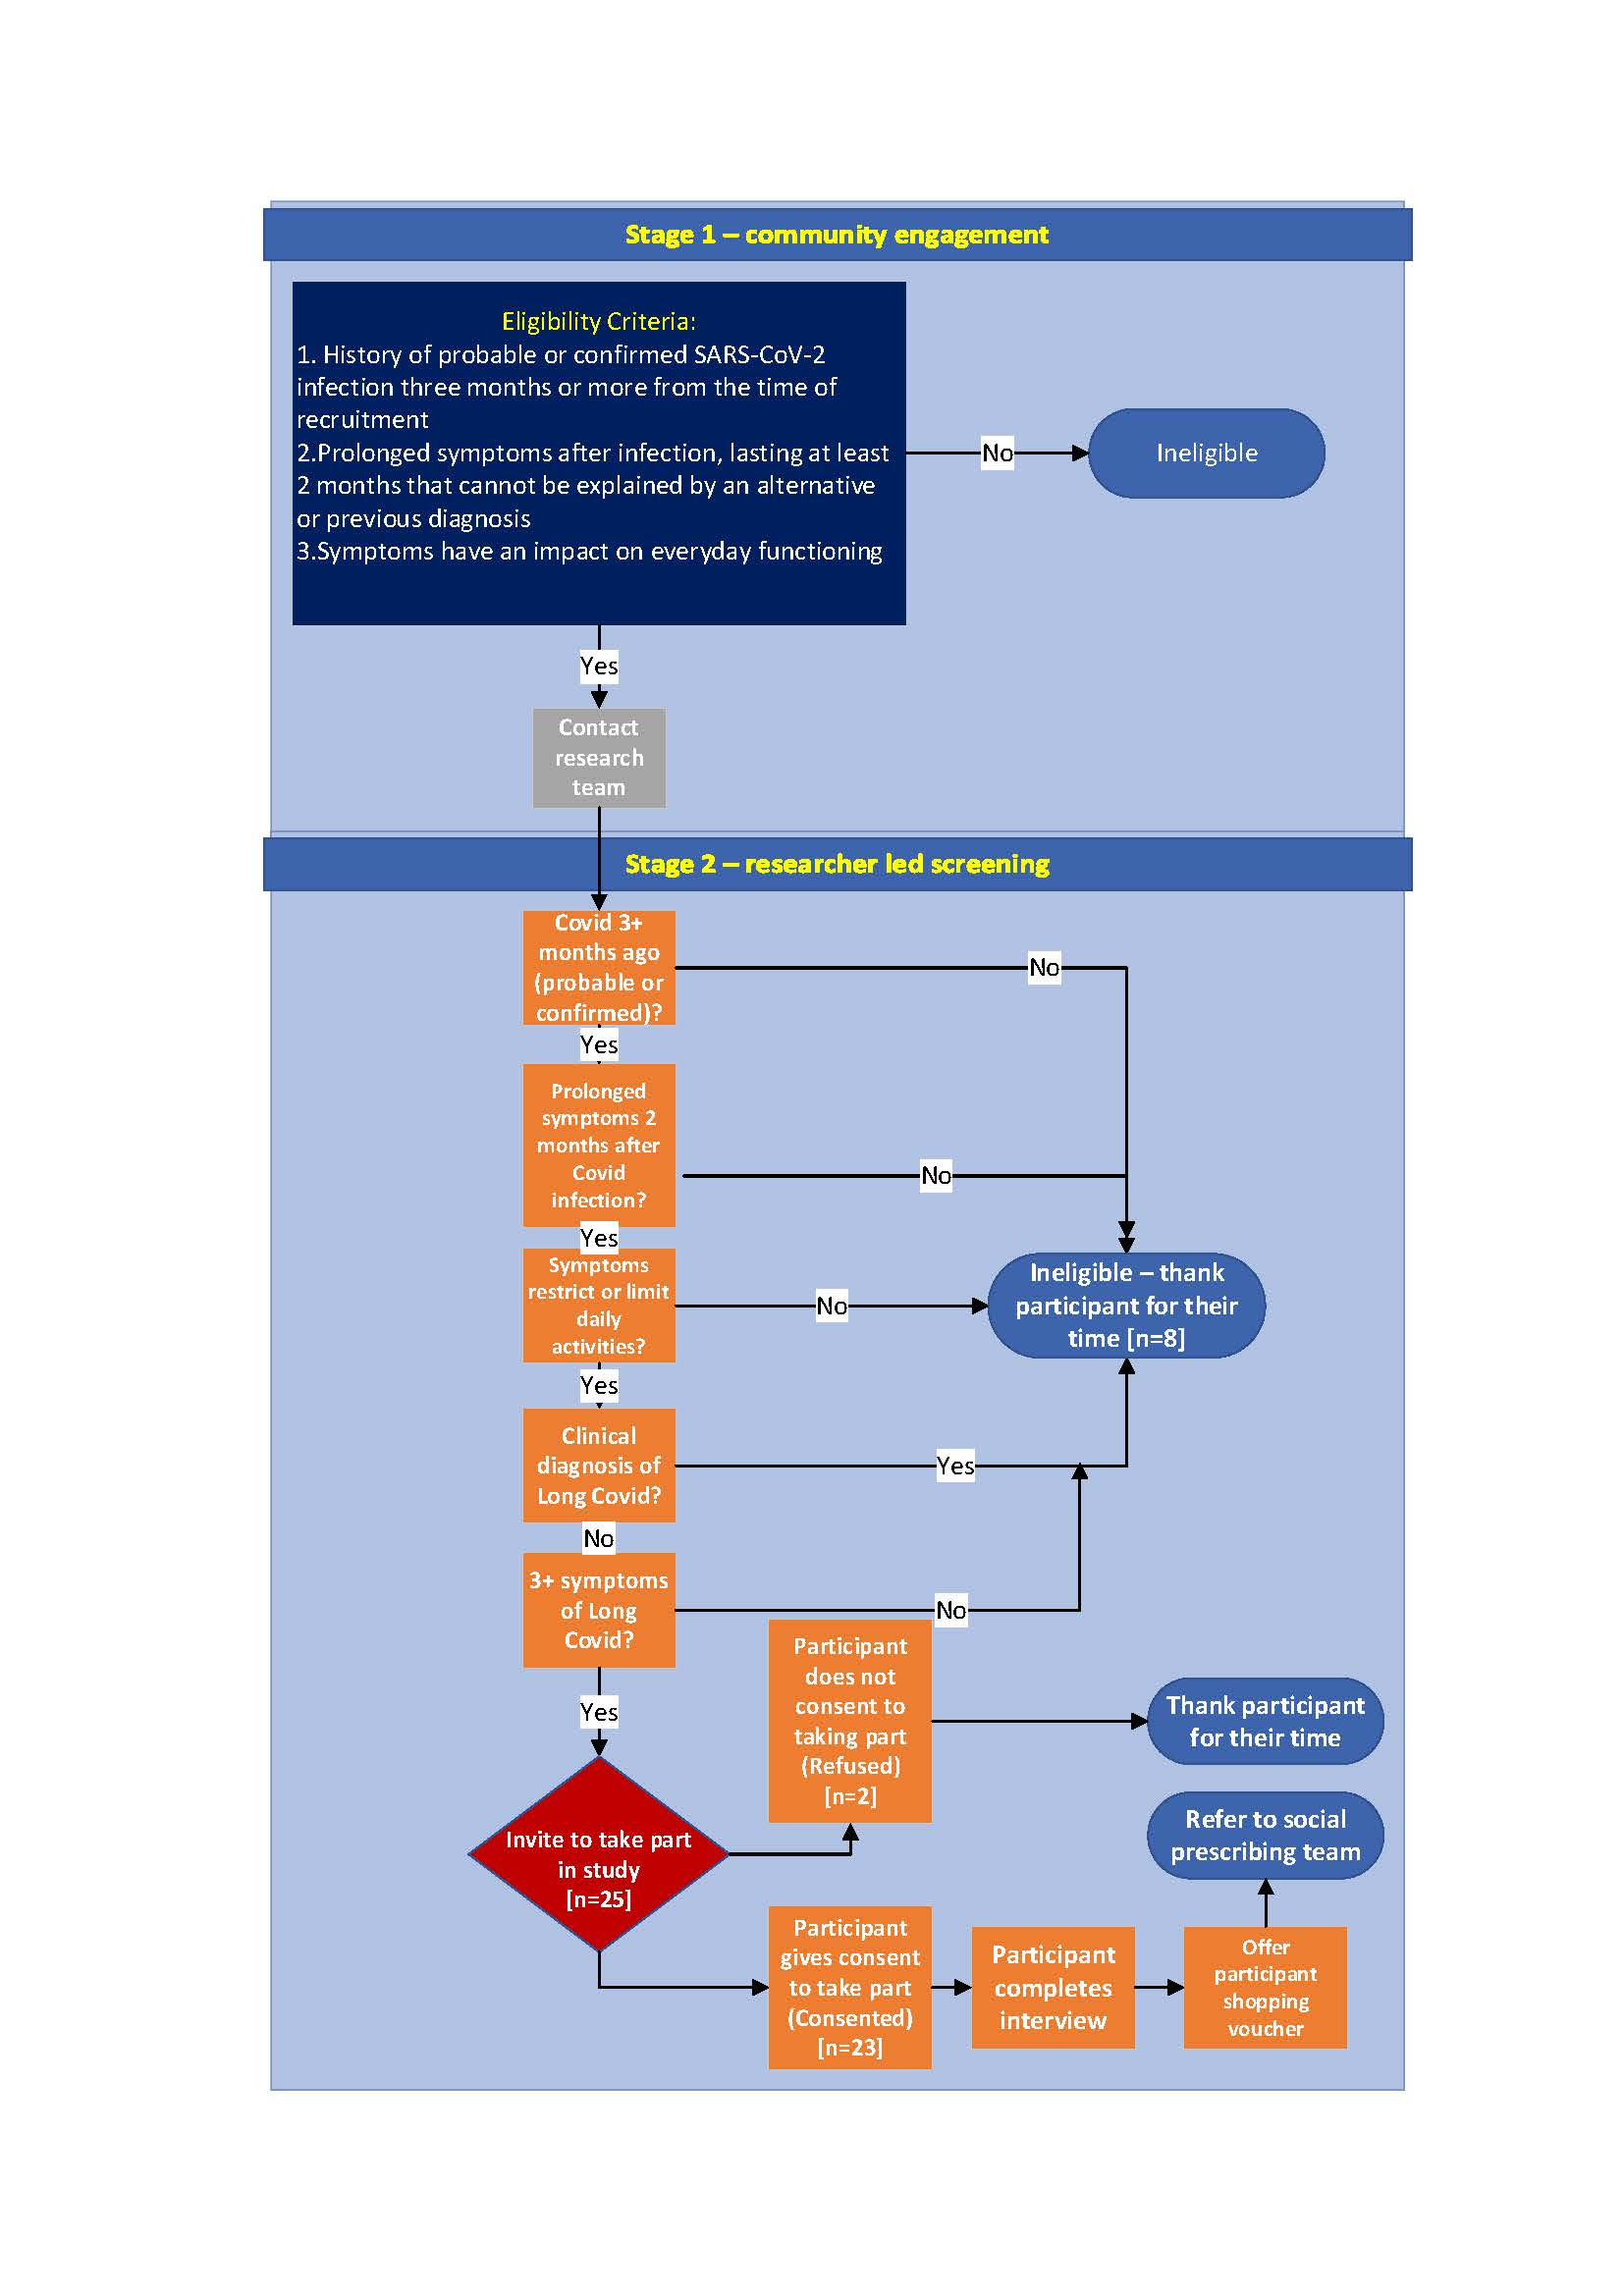 Stage 1 – community engagement
Eligibility Criteria:
1. History of probable or confirmed SARS-CoV-2
infection three months or more from the time of
recruitment
2.Prolonged symptoms after infection, lasting at least
2 months that cannot be explained by an alternative
or previous diagnosis
3.Symptoms have an impact on everyday functioning
No
Ineligible
Yes
Contact
research
team
Stage 2 – researcher led screening
Covid 3+
months ago
(probable or
confirmed)?
No
Yes
Prolonged
symptoms 2
months after
Covid
infection?
No
Yes
Symptoms
restrict or limit
daily
activities?
No
Ineligible – thank
participant for their
time [n=8]
Yes
Clinical
diagnosis of
Long Covid?
Yes
No
3+ symptoms
of Long
Covid?
No
Yes
Participant
does not
consent to
taking part
(Refused)
[n=2]
Thank participant
for their time
Invite to take part
in study
[n=25]
Refer to social
prescribing team
Participant
gives consent
to take part
(Consented)
[n=23]
Participant
completes
interview
Offer
participant
shopping
voucher